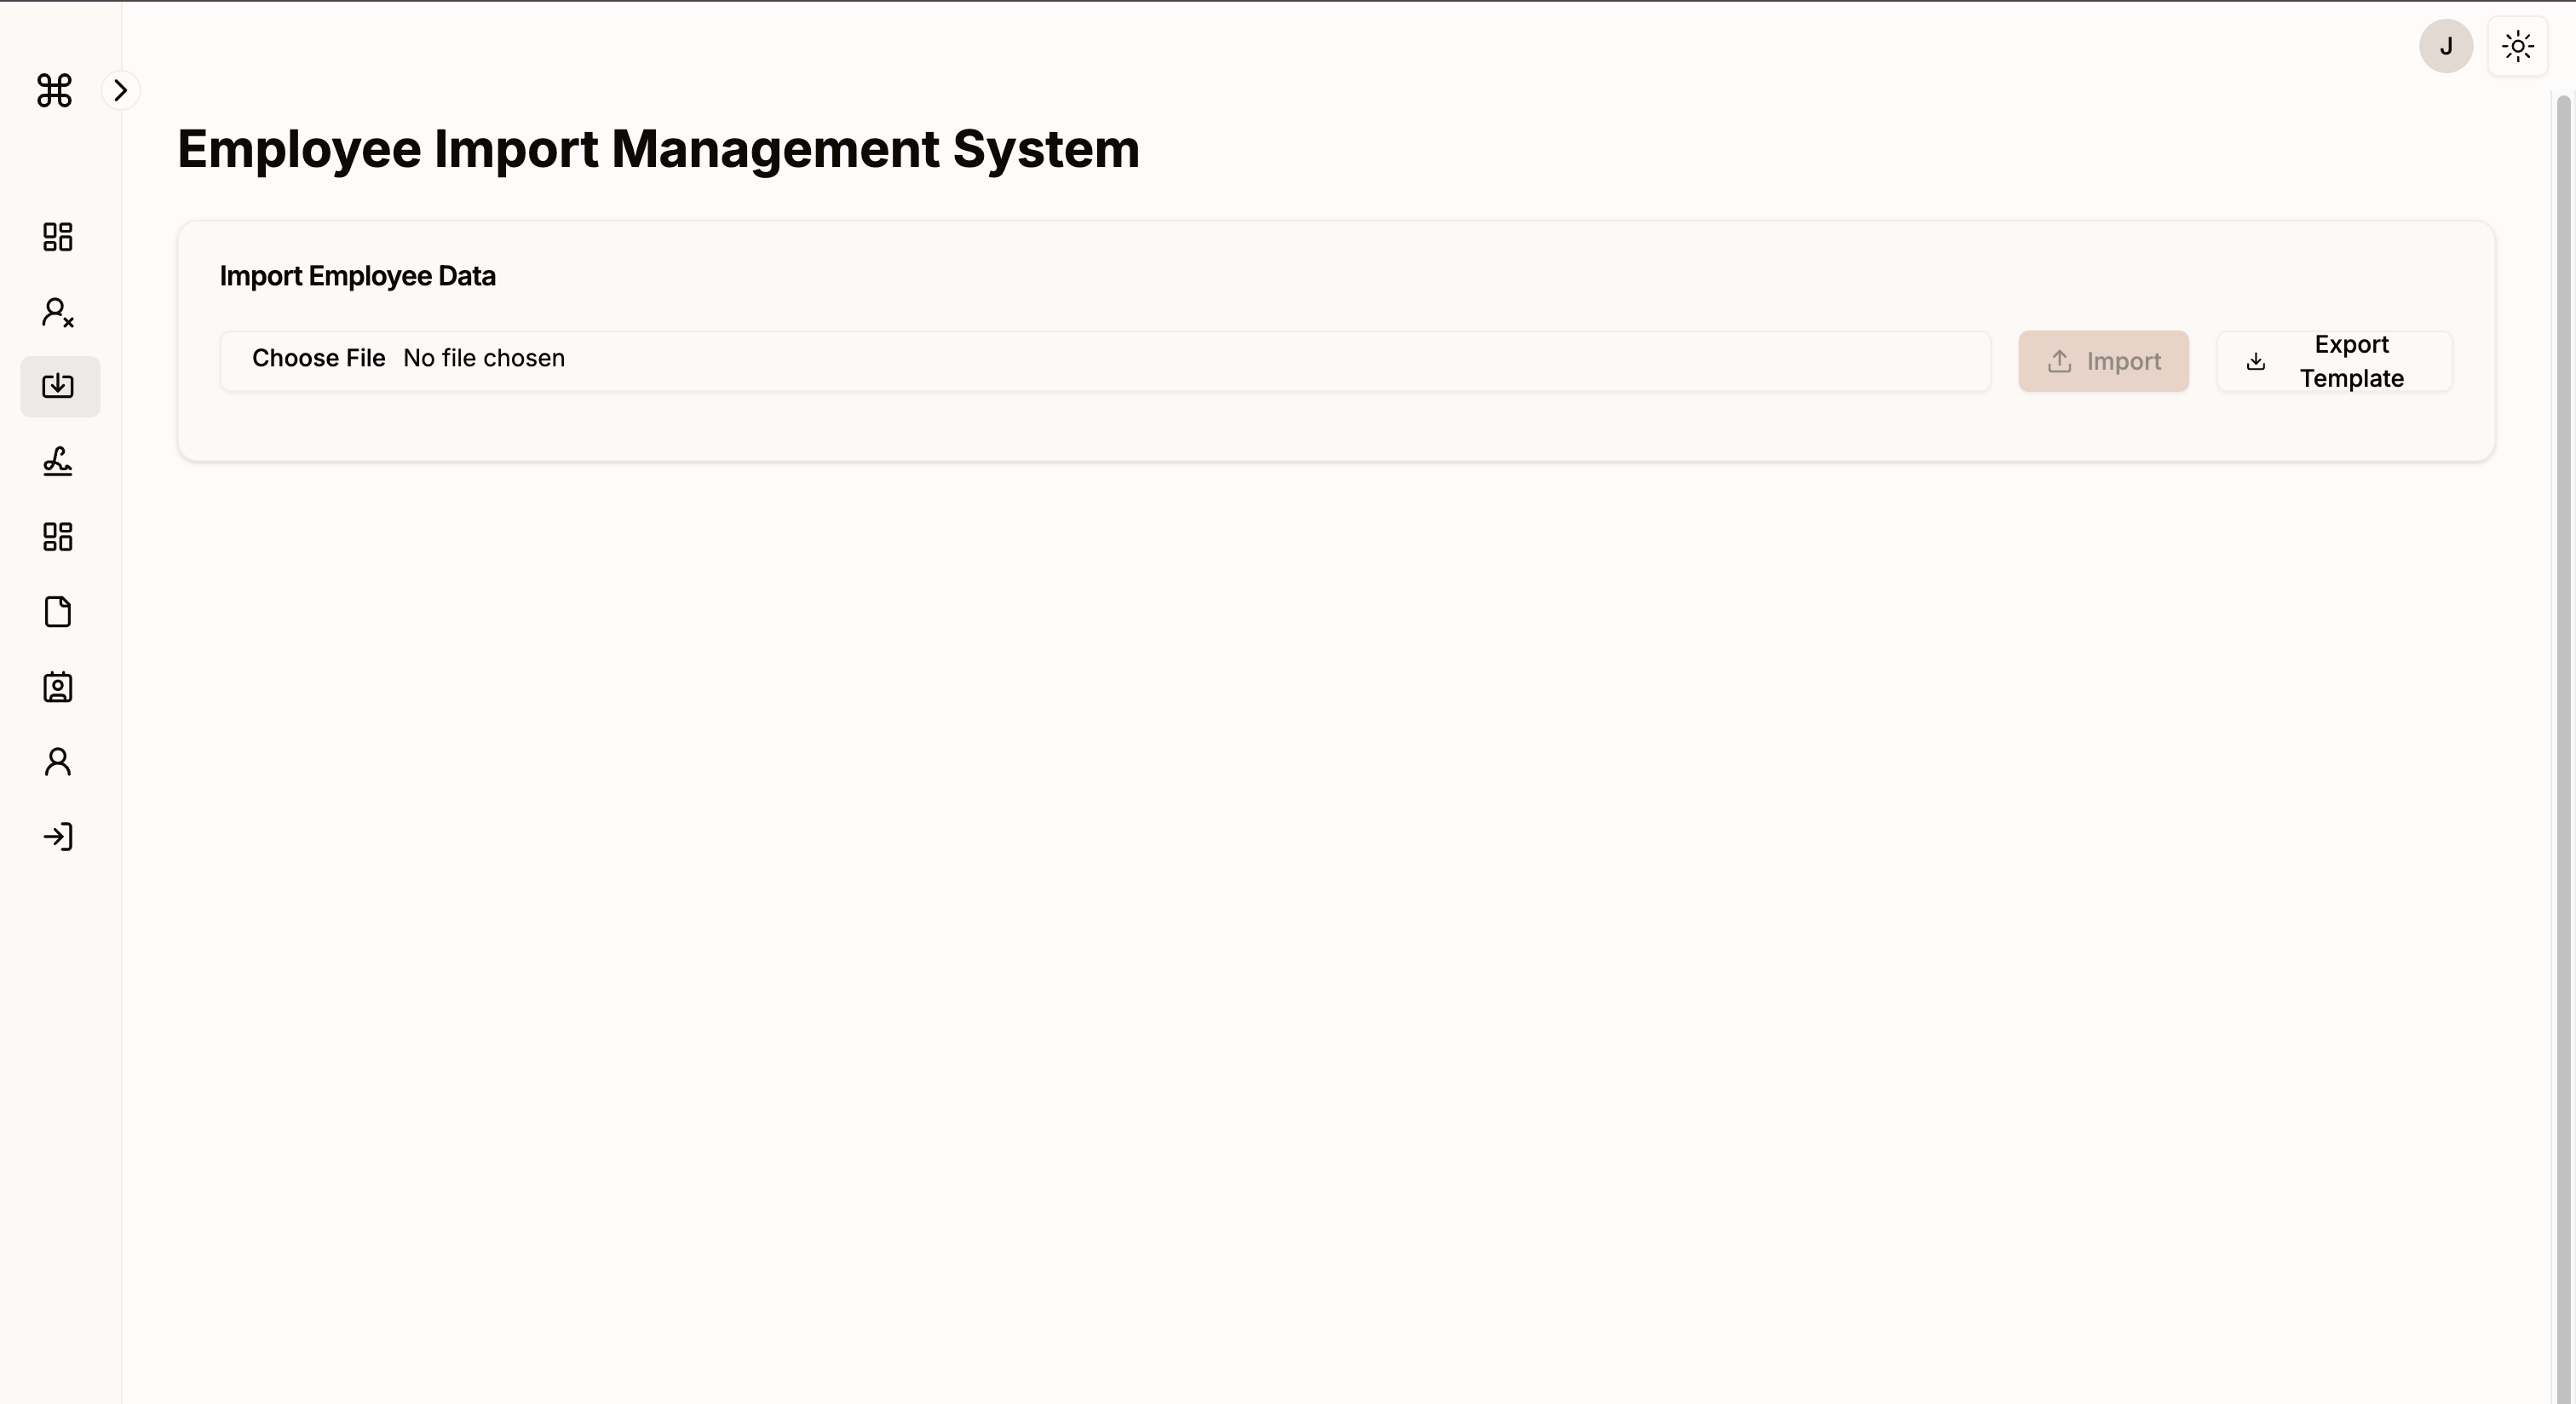 J
Employee Import Management System
Import Employee Data
Choose File No file chosen
Import
Export
Template